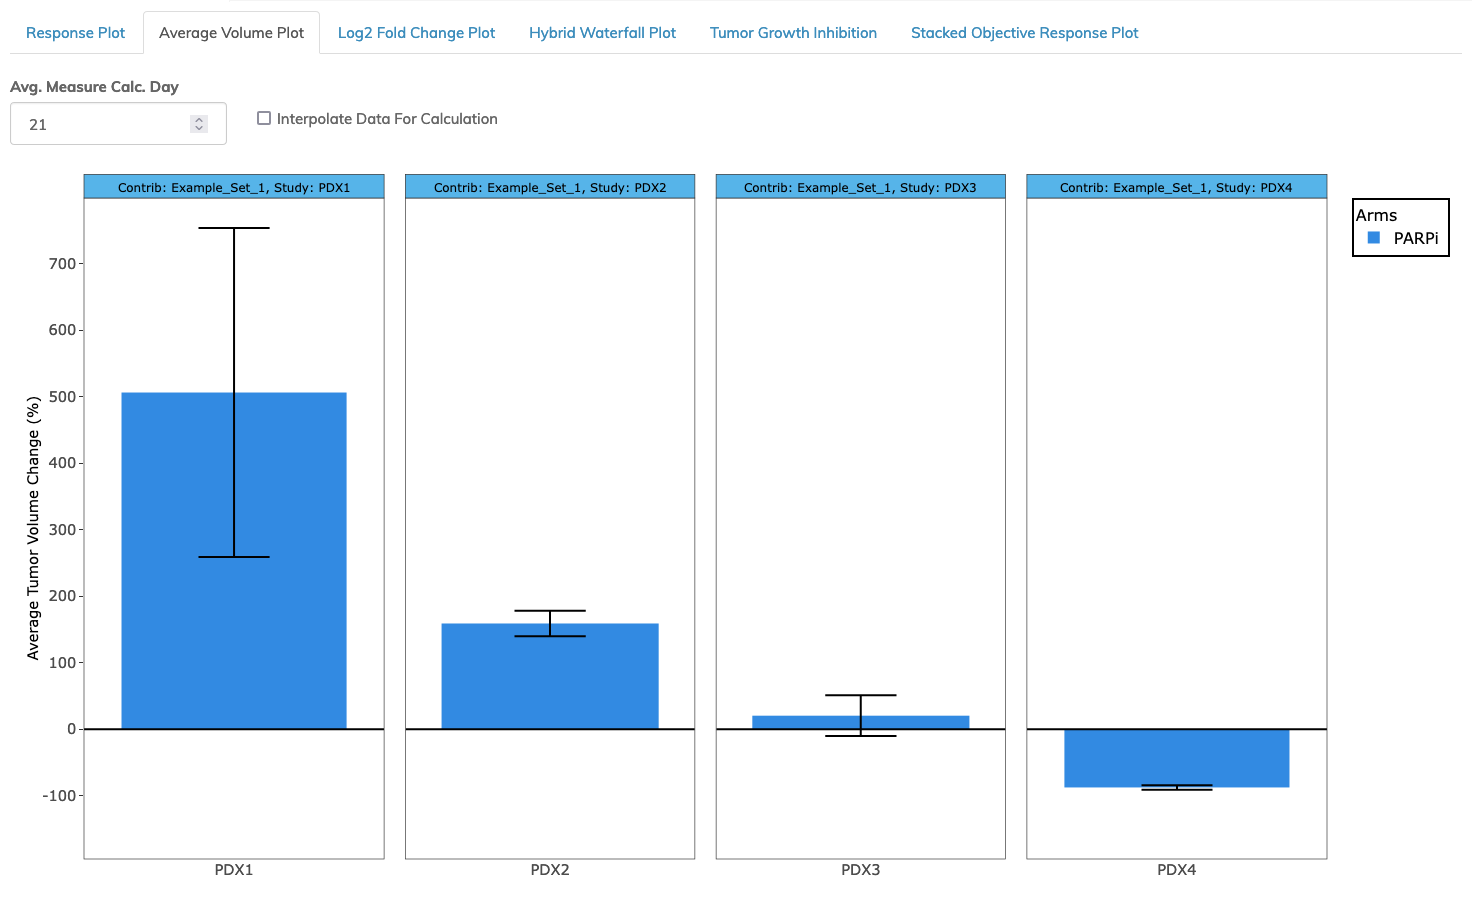 Response Plot
Average Volume Plot
Log2 Fold Change Plot
Hybrid Waterfall Plot
Tumor Growth Inhibition
Stacked Objective Response Plot
Avg. Measure Calc. Day
21
Interpolate Data For Calculation
Contrib: Example_Set_1, Study: PDX1
Contrib: Example_Set_1, Study: PDX2
Contrib: Example_Set_1, Study: PDX3
Contrib: Example_Set_1, Study: PDX4
Arms
PARPi
Average Tumor Volume Change (%)
700
600
500
400
300
200
100
0
-100
PDX1
PDX2
PDX3
PDX4